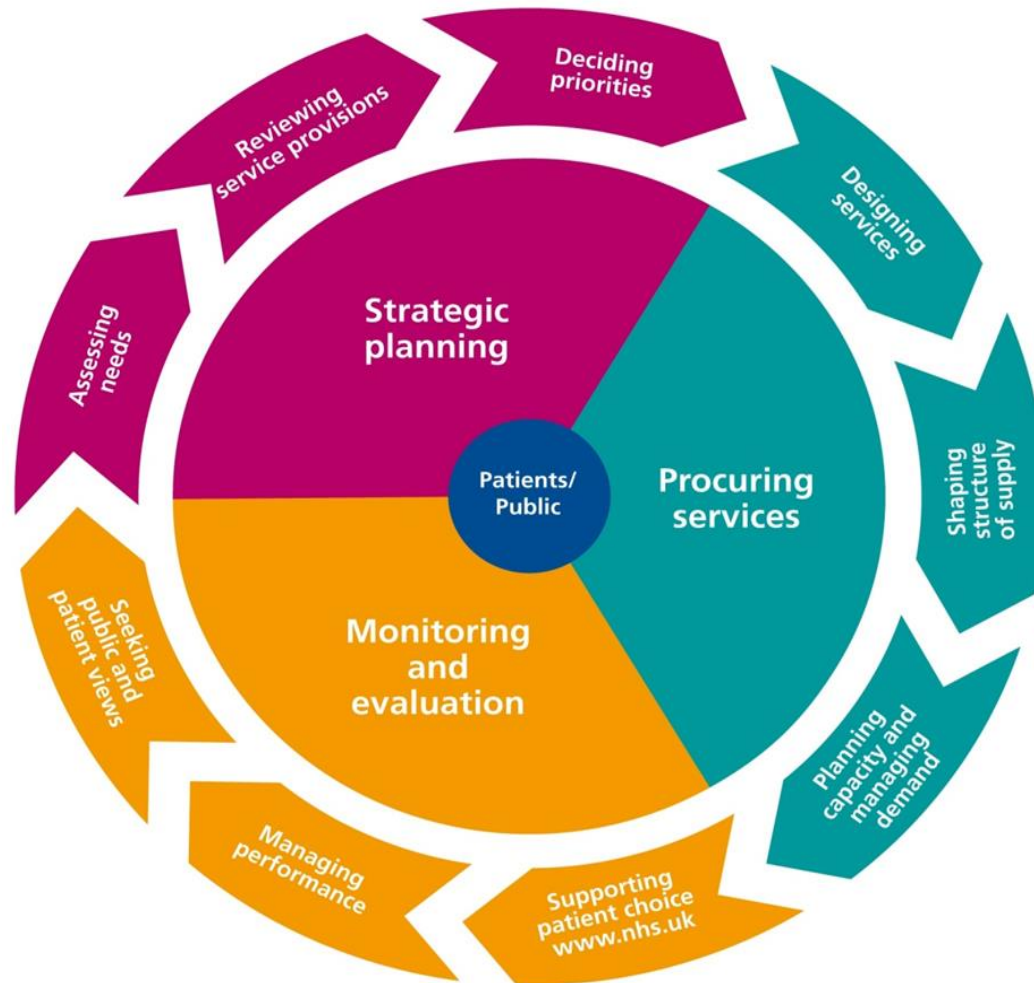 Deciding
priorities
Designing
services
Shaping
structure
of supply
Planning
capacity and
managing
demand
Supporting
patient choice
www.nhs.uk
Managing
performance
Seeking
public and
patient views
Assessing
needs
Reviewing
service provisions
Strategic
planning
Procuring
services
Monitoring
and
evaluation
Patients/
Public